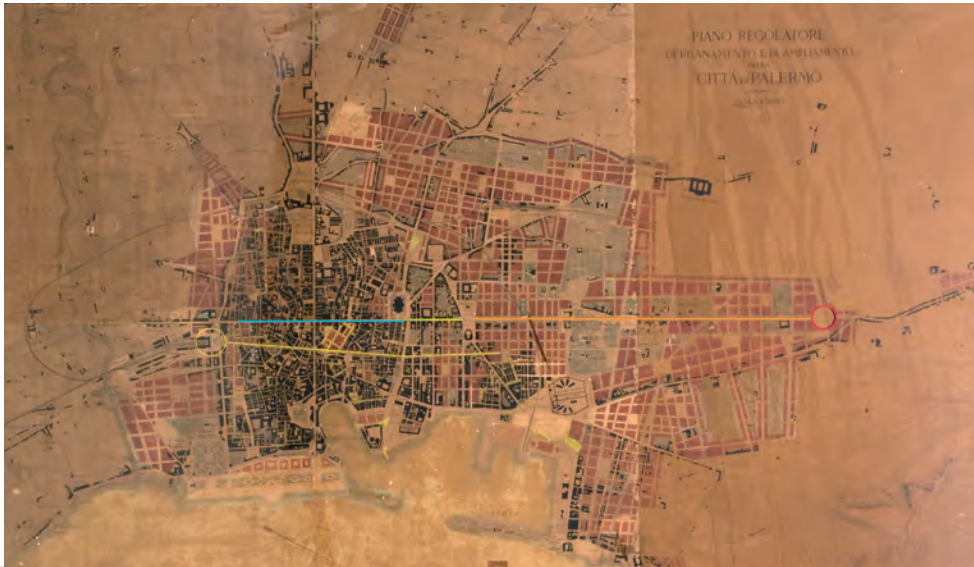 PIANO REGOLATORE
DI RISANAMENTO E DI AMPLIAMENTO
DELLA
CITTÀ DI PALERMO